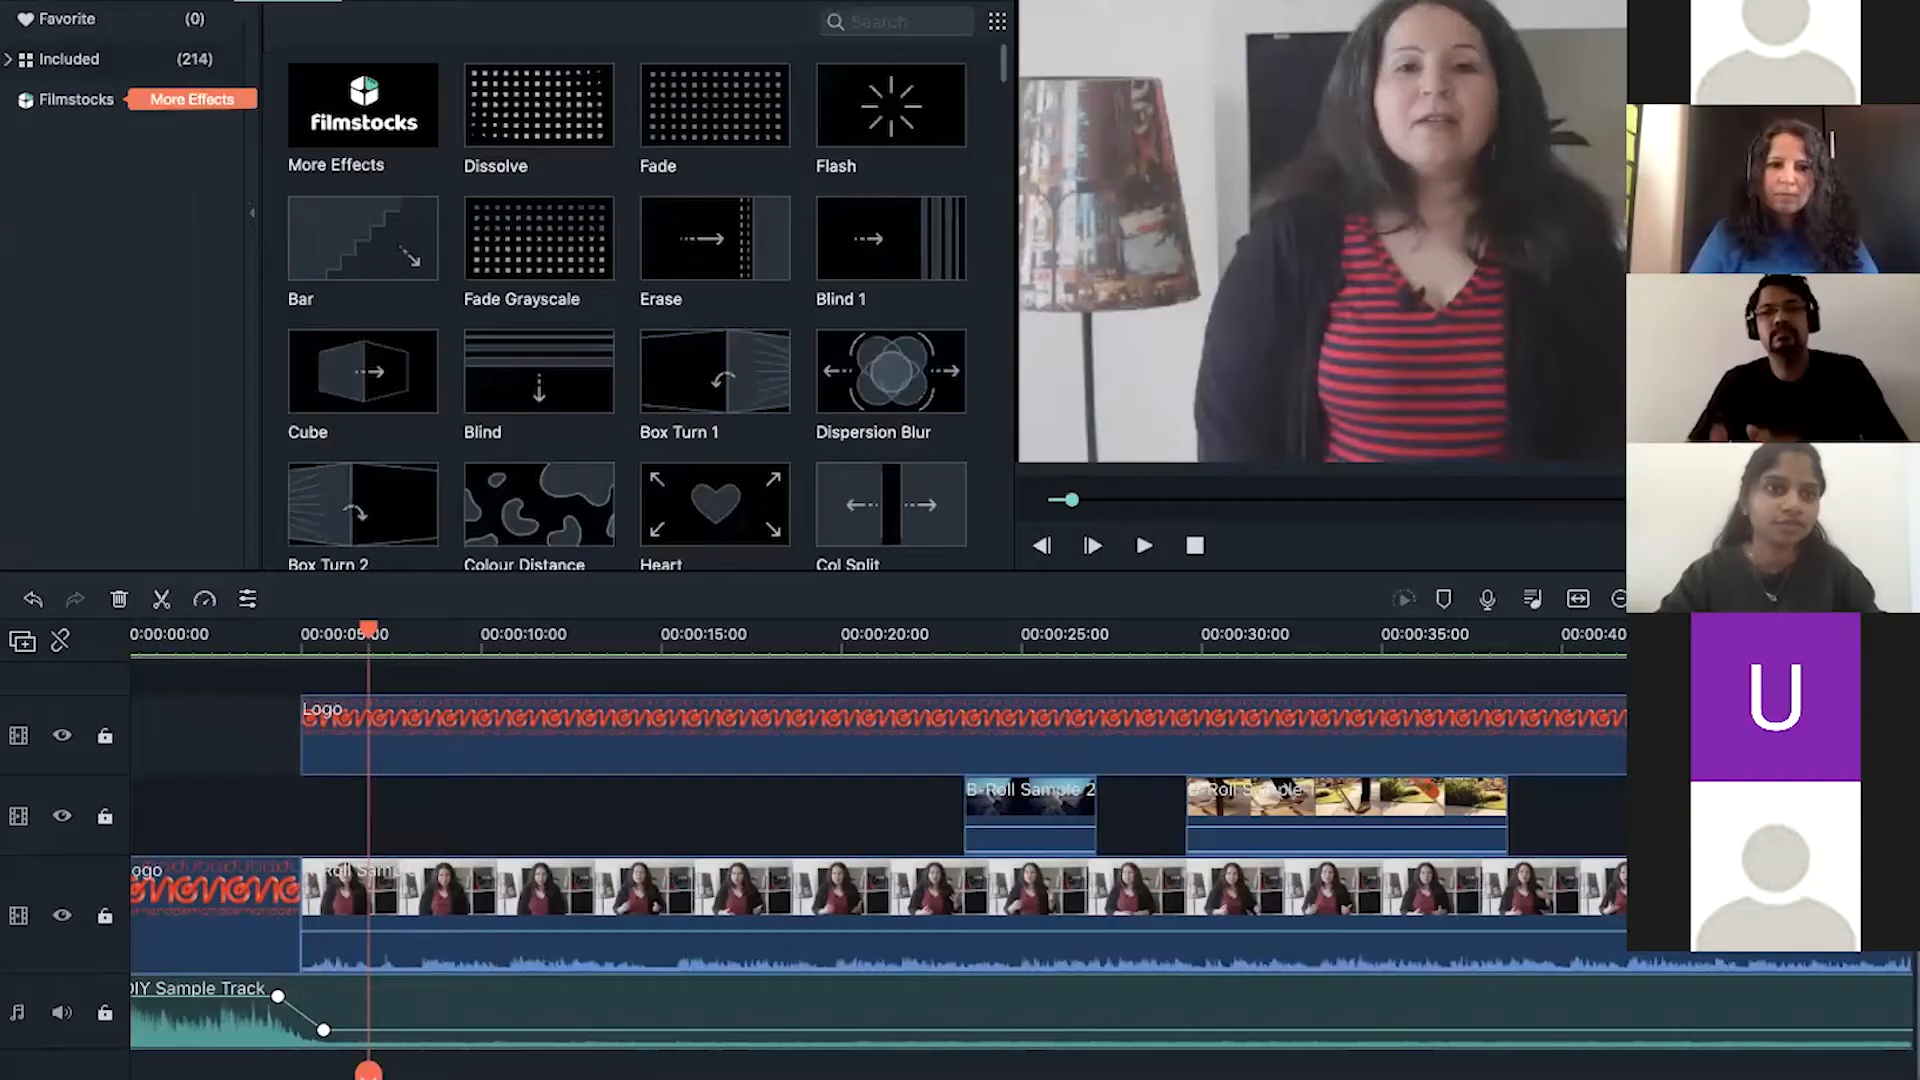 Favorite (0)
Search
Included (214)
Filmstocks More Effects
filmstocks
More Effects Dissolve Fade Flash
Bar Fade Grayscale Erase Blind 1
Cube Blind Box Turn 1 Dispersion Blur
Box Turn 2 Colour Distance Heart Col Split
U
0:00:00:00 00:00:05:00 00:00:10:00 00:00:15:00 00:00:20:00 00:00:25:00 00:00:30:00 00:00:35:00 00:00:40
Logo
B-Roll Sample 2 B-Roll Sample
ogo Roll Samp
DIY Sample Track